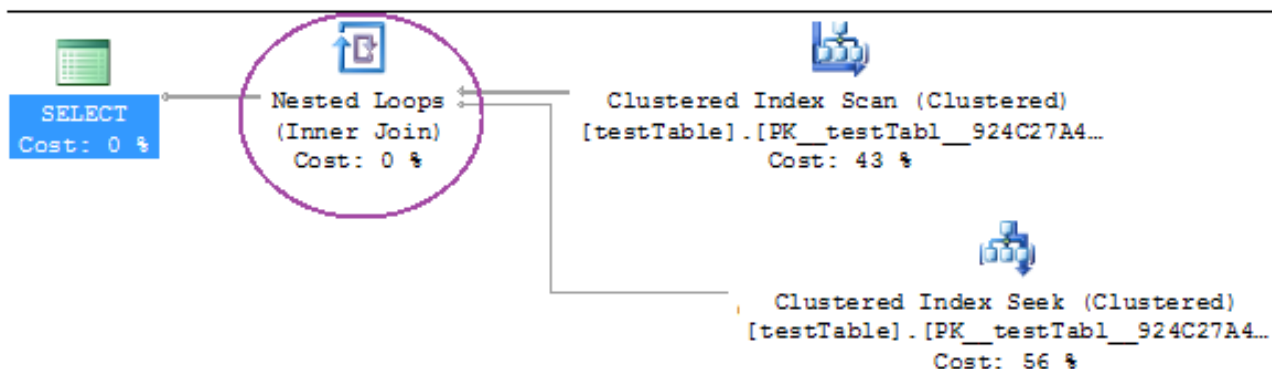 SELECT
Cost: 0 %
Nested Loops
(Inner Join)
Cost: 0 %
Clustered Index Scan (Clustered)
[testTable].[PK__testTabl__924C27A4…
Cost: 43 %
Clustered Index Seek (Clustered)
[testTable].[PK__testTabl__924C27A4…
Cost: 56 %